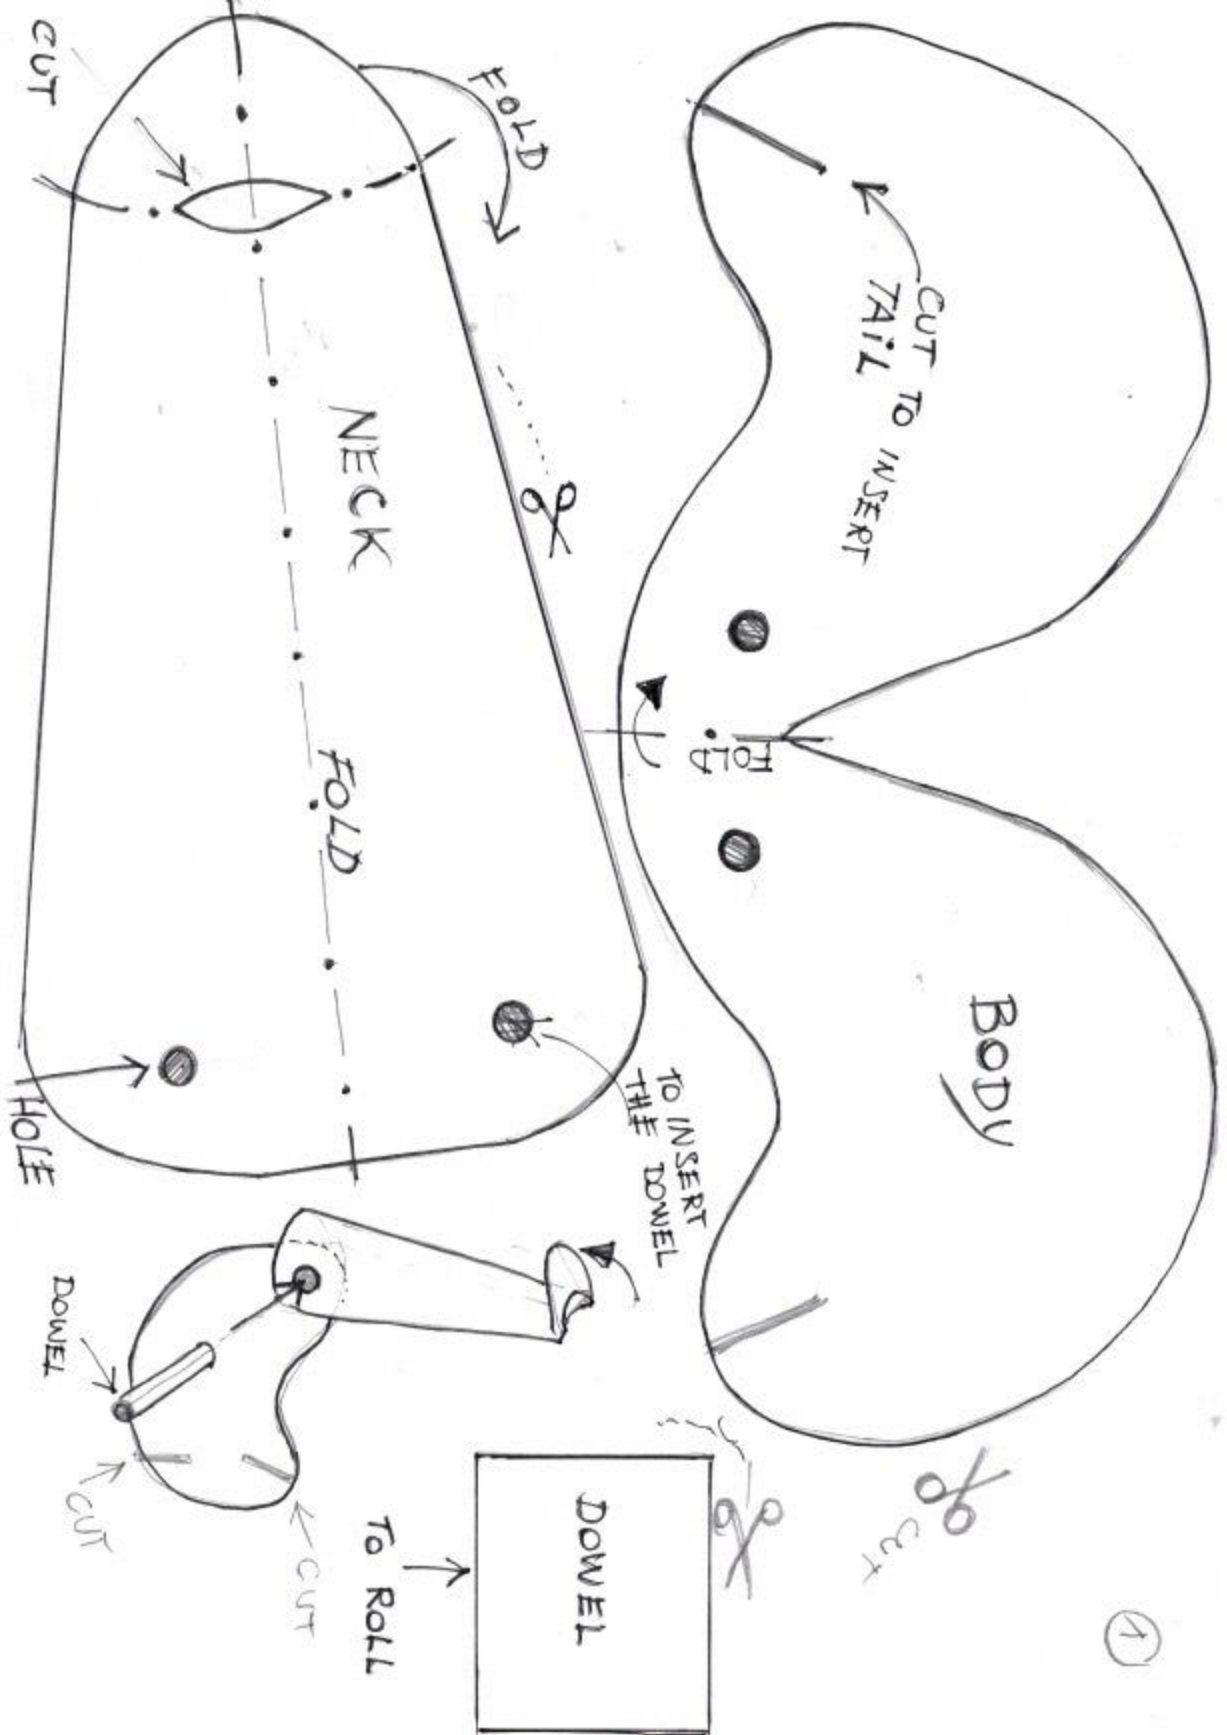 CUT TO INSERT
TAIL
FOLD
BODY
CUT
1
FOLD
CUT
NECK
FOLD
TO INSERT
THE DOWEL
HOLE
DOWEL
TO ROLL
DOWEL
CUT
CUT